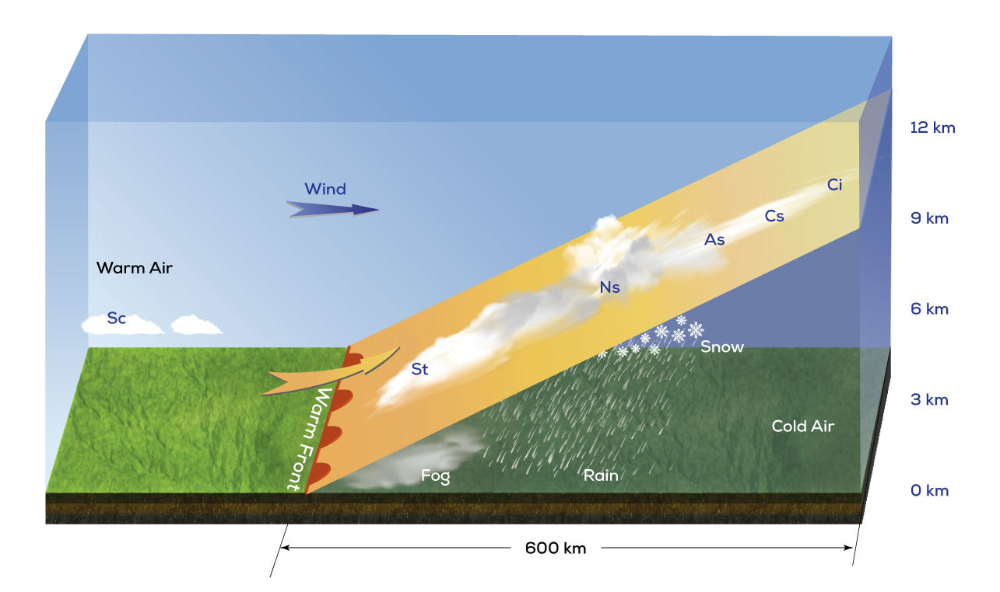 12 km
Wind
Ci
Cs
9 km
As
Warm Air
Ns
Sc
6 km
Snow
St
Warm Front
3 km
Cold Air
Fog
Rain
0 km
600 km